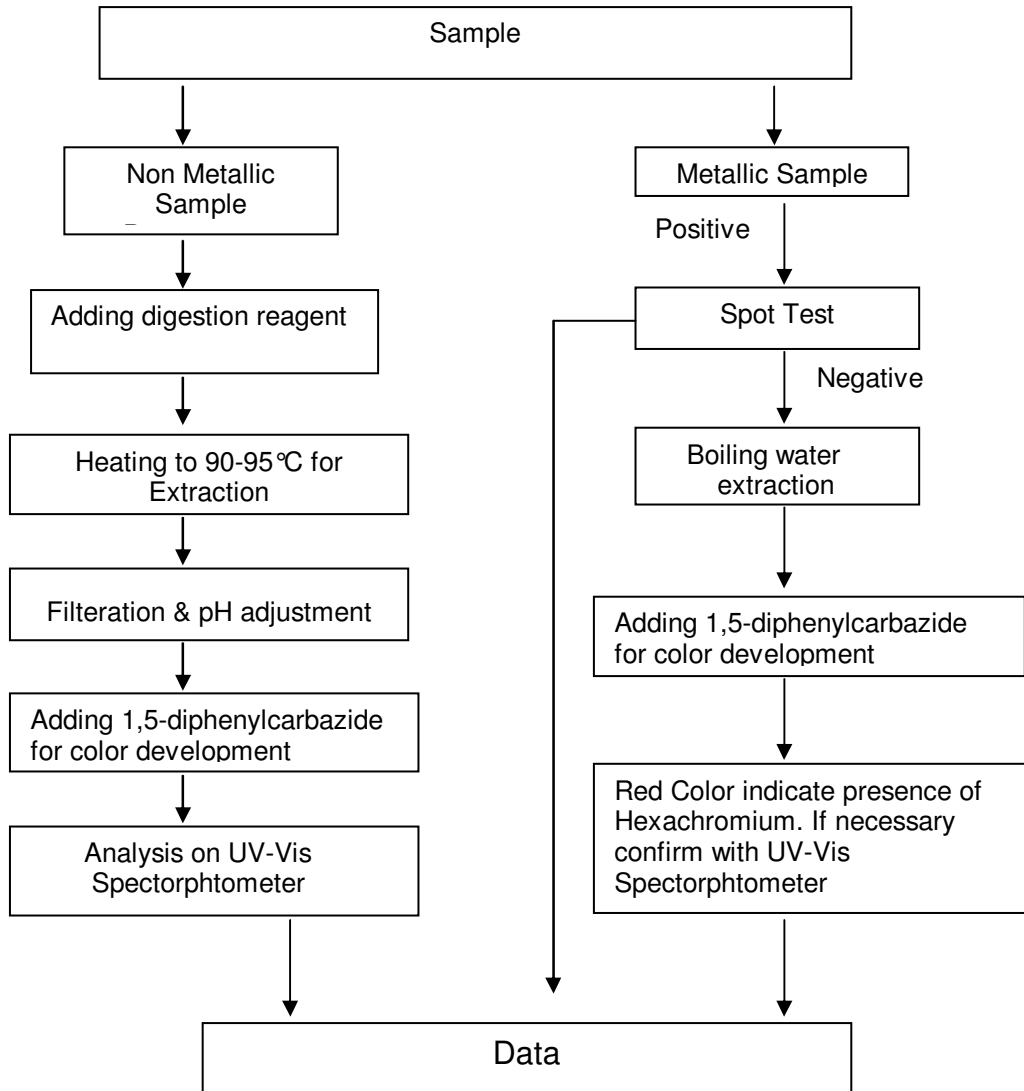 Sample
Non Metallic
Sample
Adding digestion reagent
Heating to 90-95°C for
Extraction
Filteration & pH adjustment
Adding 1,5-diphenylcarbazide
for color development
Analysis on UV-Vis
Spectorphtometer
Metallic Sample
Positive
Spot Test
Negative
Boiling water
extraction
Adding 1,5-diphenylcarbazide
for color development
Red Color indicate presence of
Hexachromium. If necessary
confirm with UV-Vis
Spectorphtometer
Data